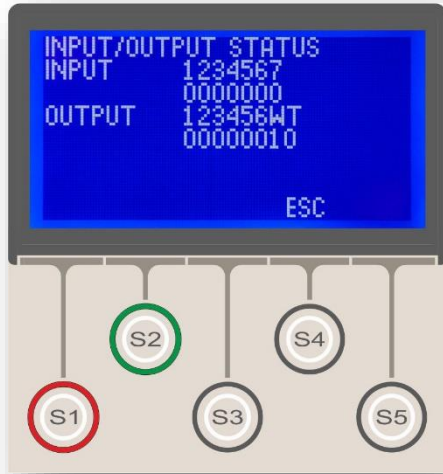 INPUT/OUTPUT STATUS
INPUT 1234567
0000000
OUTPUT 123456WT
00000010
ESC
S2 S4
S1 S3 S5